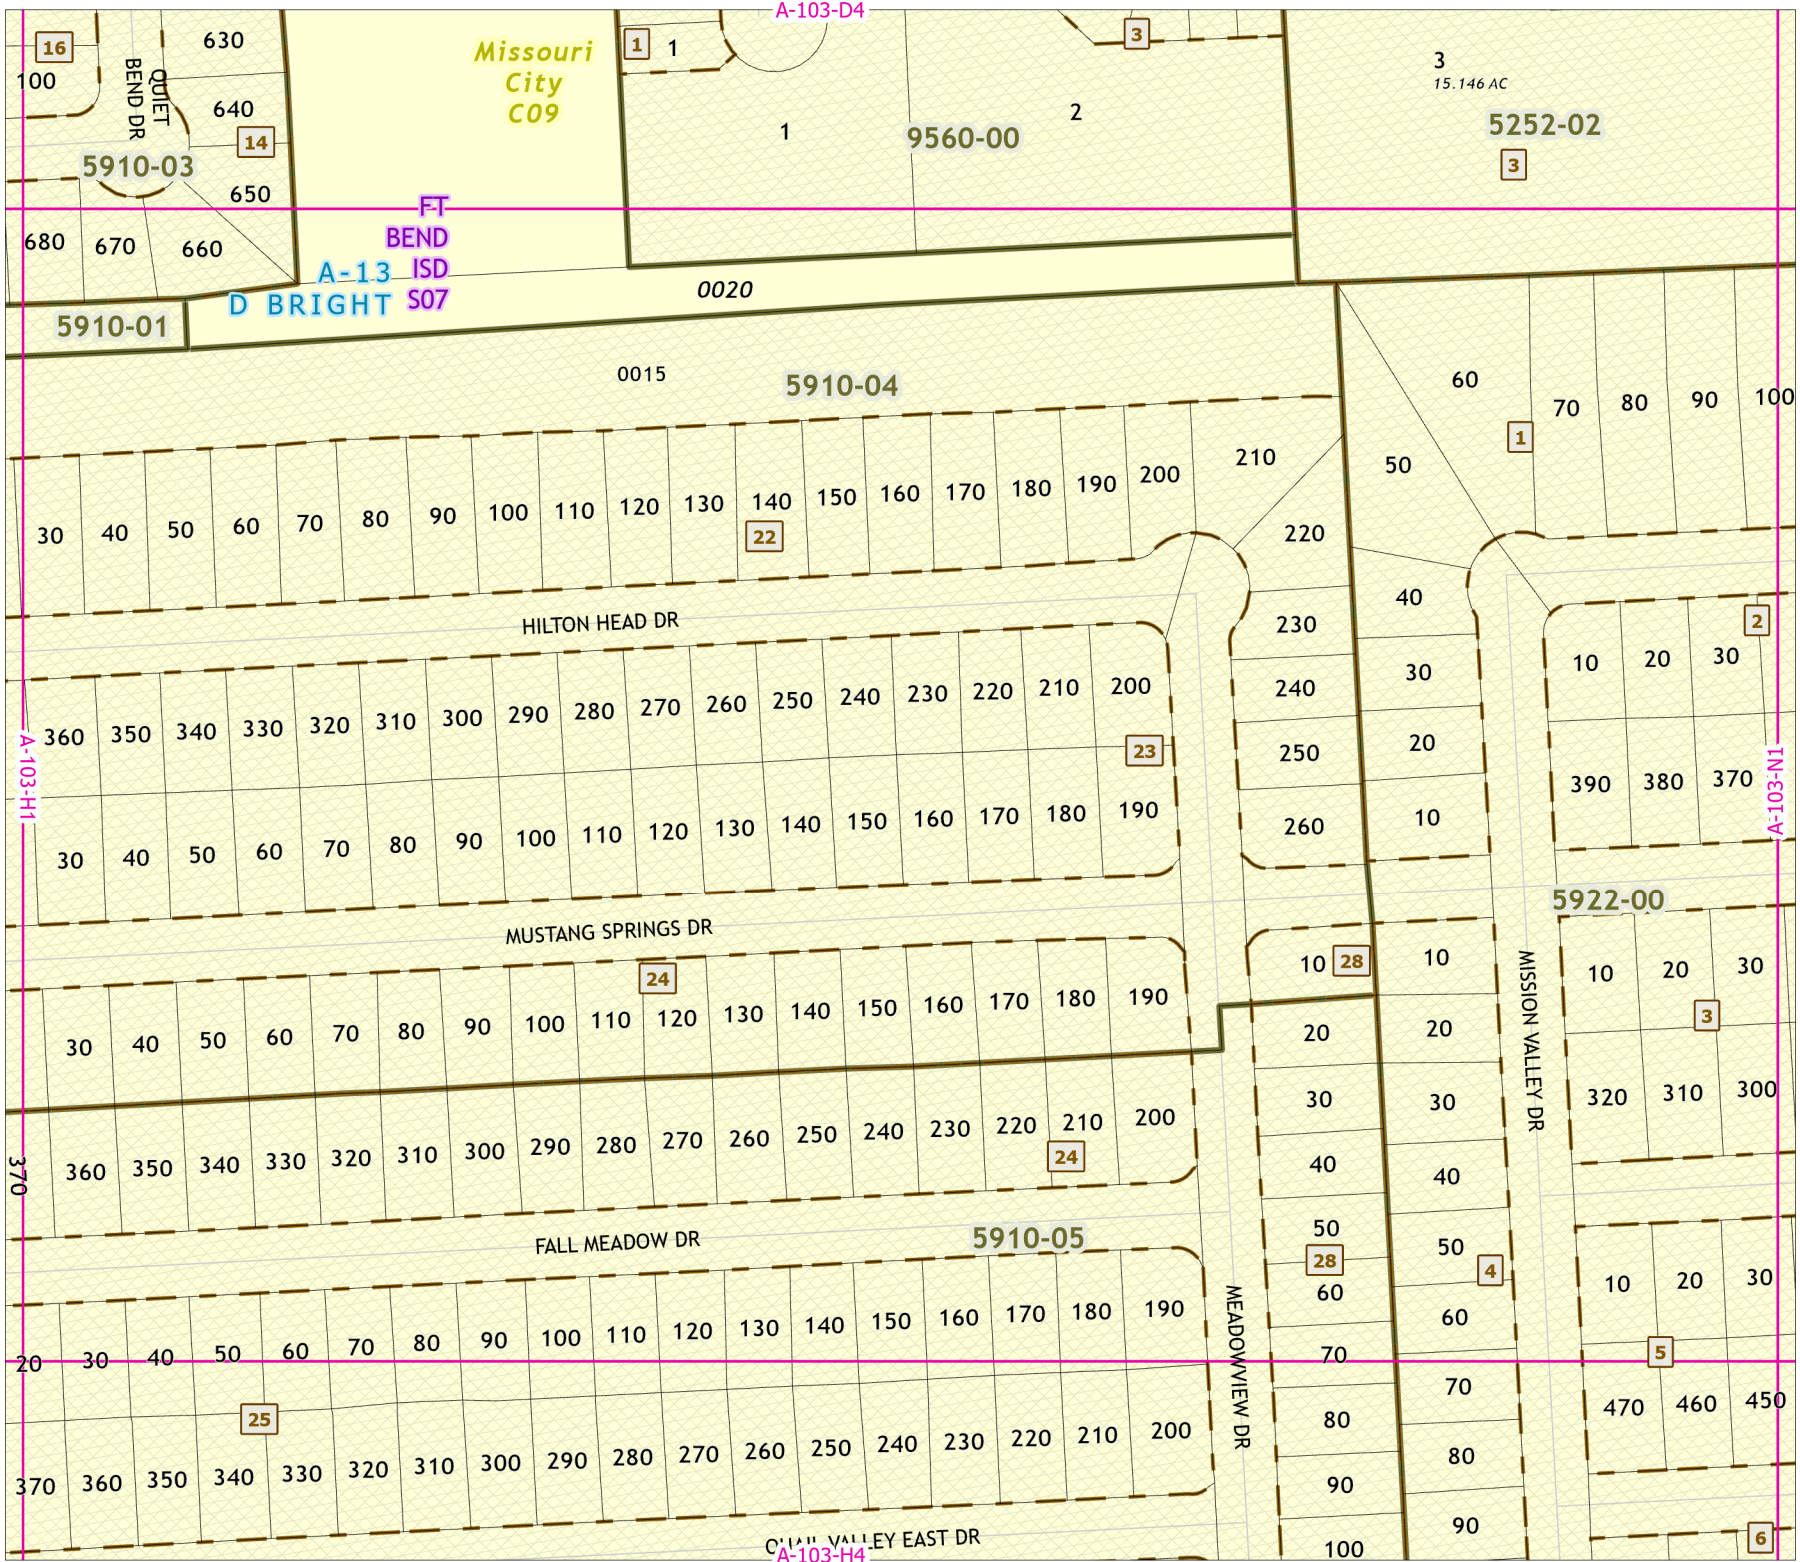 A-103-D4
16
100
QUIET
BEND DR
630
640
14
650
5910-03
680
670
660
Missouri
City
C09
1
1
1
9560-00
2
3
3
15.146 AC
5252-02
3
FT
BEND
ISD
S07
A-13
D BRIGHT
5910-01
0020
0015
5910-04
30 40 50 60 70 80 90 100 110 120 130 140 150 160 170 180 190 200 210
22
220
230
240
250
260
HILTON HEAD DR
360 350 340 330 320 310 300 290 280 270 260 250 240 230 220 210 200
23
30 40 50 60 70 80 90 100 110 120 130 140 150 160 170 180 190
MUSTANG SPRINGS DR
24
30 40 50 60 70 80 90 100 110 120 130 140 150 160 170 180 190
370
360 350 340 330 320 310 300 290 280 270 260 250 240 230 220 210 200
24
FALL MEADOW DR
5910-05
20 30 40 50 60 70 80 90 100 110 120 130 140 150 160 170 180 190
25
370 360 350 340 330 320 310 300 290 280 270 260 250 240 230 220 210 200
QUAIL VALLEY EAST DR
A-103-H4
A-103-H1
MEADOWVIEW DR
10
28
20
30
40
50
28
60
70
80
90
100
60
1
70
80
90
100
50
40
30
20
10
10
20
30
40
50
4
60
70
80
90
MISSION VALLEY DR
2
10 20 30
390 380 370
A-103-N1
5922-00
10 20 30
3
320 310 300
10 20 30
5
470 460 450
6